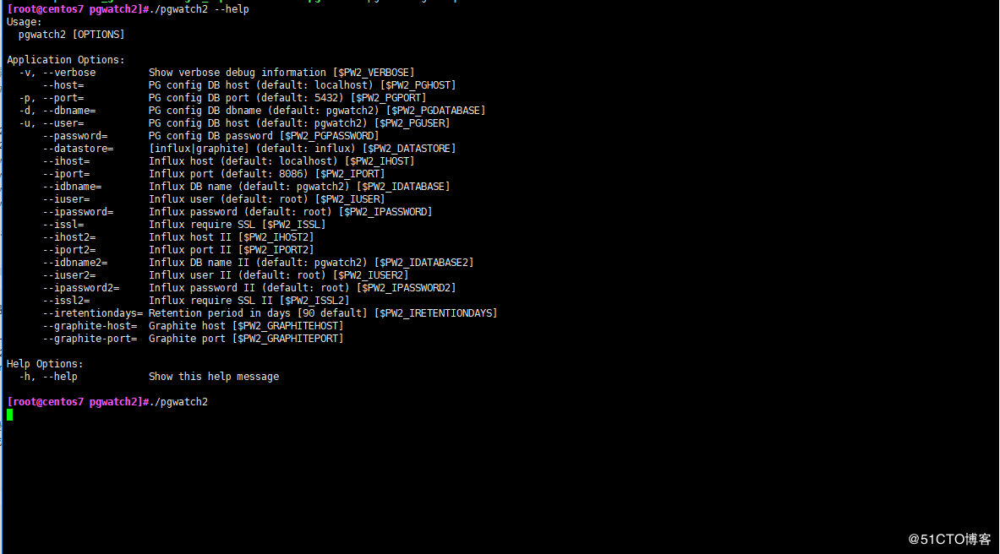 [root@centos7 pgwatch2]#./pgwatch2 --help
Usage:
  pgwatch2 [OPTIONS]

Application Options:
  -v, --verbose         Show verbose debug information [$PW2_VERBOSE]
      --host=           PG config DB host (default: localhost) [$PW2_PGHOST]
  -p, --port=           PG config DB port (default: 5432) [$PW2_PGPORT]
  -d, --dbname=         PG config DB dbname (default: pgwatch2) [$PW2_PGDATABASE]
  -u, --user=           PG config DB host (default: pgwatch2) [$PW2_PGUSER]
      --password=       PG config DB password [$PW2_PGPASSWORD]
      --datastore=      [influx|graphite] (default: influx) [$PW2_DATASTORE]
      --ihost=          Influx host (default: localhost) [$PW2_IHOST]
      --iport=          Influx port (default: 8086) [$PW2_IPORT]
      --idbname=        Influx DB name (default: pgwatch2) [$PW2_IDATABASE]
      --iuser=          Influx user (default: root) [$PW2_IUSER]
      --ipassword=      Influx password (default: root) [$PW2_IPASSWORD]
      --issl=           Influx require SSL [$PW2_ISSL]
      --ihost2=         Influx host II [$PW2_IHOST2]
      --iport2=         Influx port II [$PW2_IPORT2]
      --idbname2=       Influx DB name II (default: pgwatch2) [$PW2_IDATABASE2]
      --iuser2=         Influx user II (default: root) [$PW2_IUSER2]
      --ipassword2=     Influx password II (default: root) [$PW2_IPASSWORD2]
      --issl2=          Influx require SSL II [$PW2_ISSL2]
      --iretentiondays= Retention period in days [90 default] [$PW2_IRETENTIONDAYS]
      --graphite-host=  Graphite host [$PW2_GRAPHITEHOST]
      --graphite-port=  Graphite port [$PW2_GRAPHITEPORT]

Help Options:
  -h, --help            Show this help message

[root@centos7 pgwatch2]#./pgwatch2
@51CTO博客